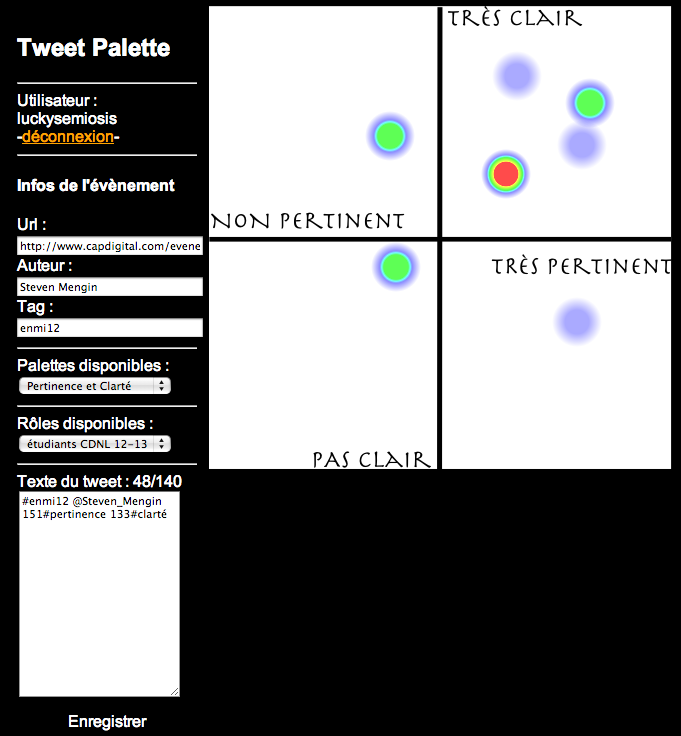 Tweet Palette
Utilisateur :
luckysemiosis
-déconnexion-
Infos de l'évènement
Url :
http://www.capdigital.com/evene
Auteur :
Steven Mengin
Tag :
enmi12
Palettes disponibles :
Pertinence et Clarté
Rôles disponibles :
étudiants CDNL 12-13
Texte du tweet : 48/140
#enmi12 @Steven_Mengin
151#pertinence 133#clarté
Enregistrer
TRÈS CLAIR
NON PERTINENT
TRÈS PERTINENT
PAS CLAIR